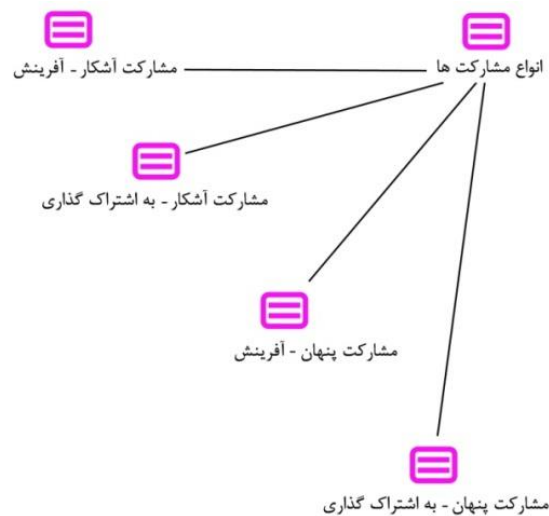 انواع مشارکت ها
مشارکت آشکار - آفرینش
مشارکت آشکار - به اشتراک گذاری
مشارکت پنهان - آفرینش
مشارکت پنهان - به اشتراک گذاری